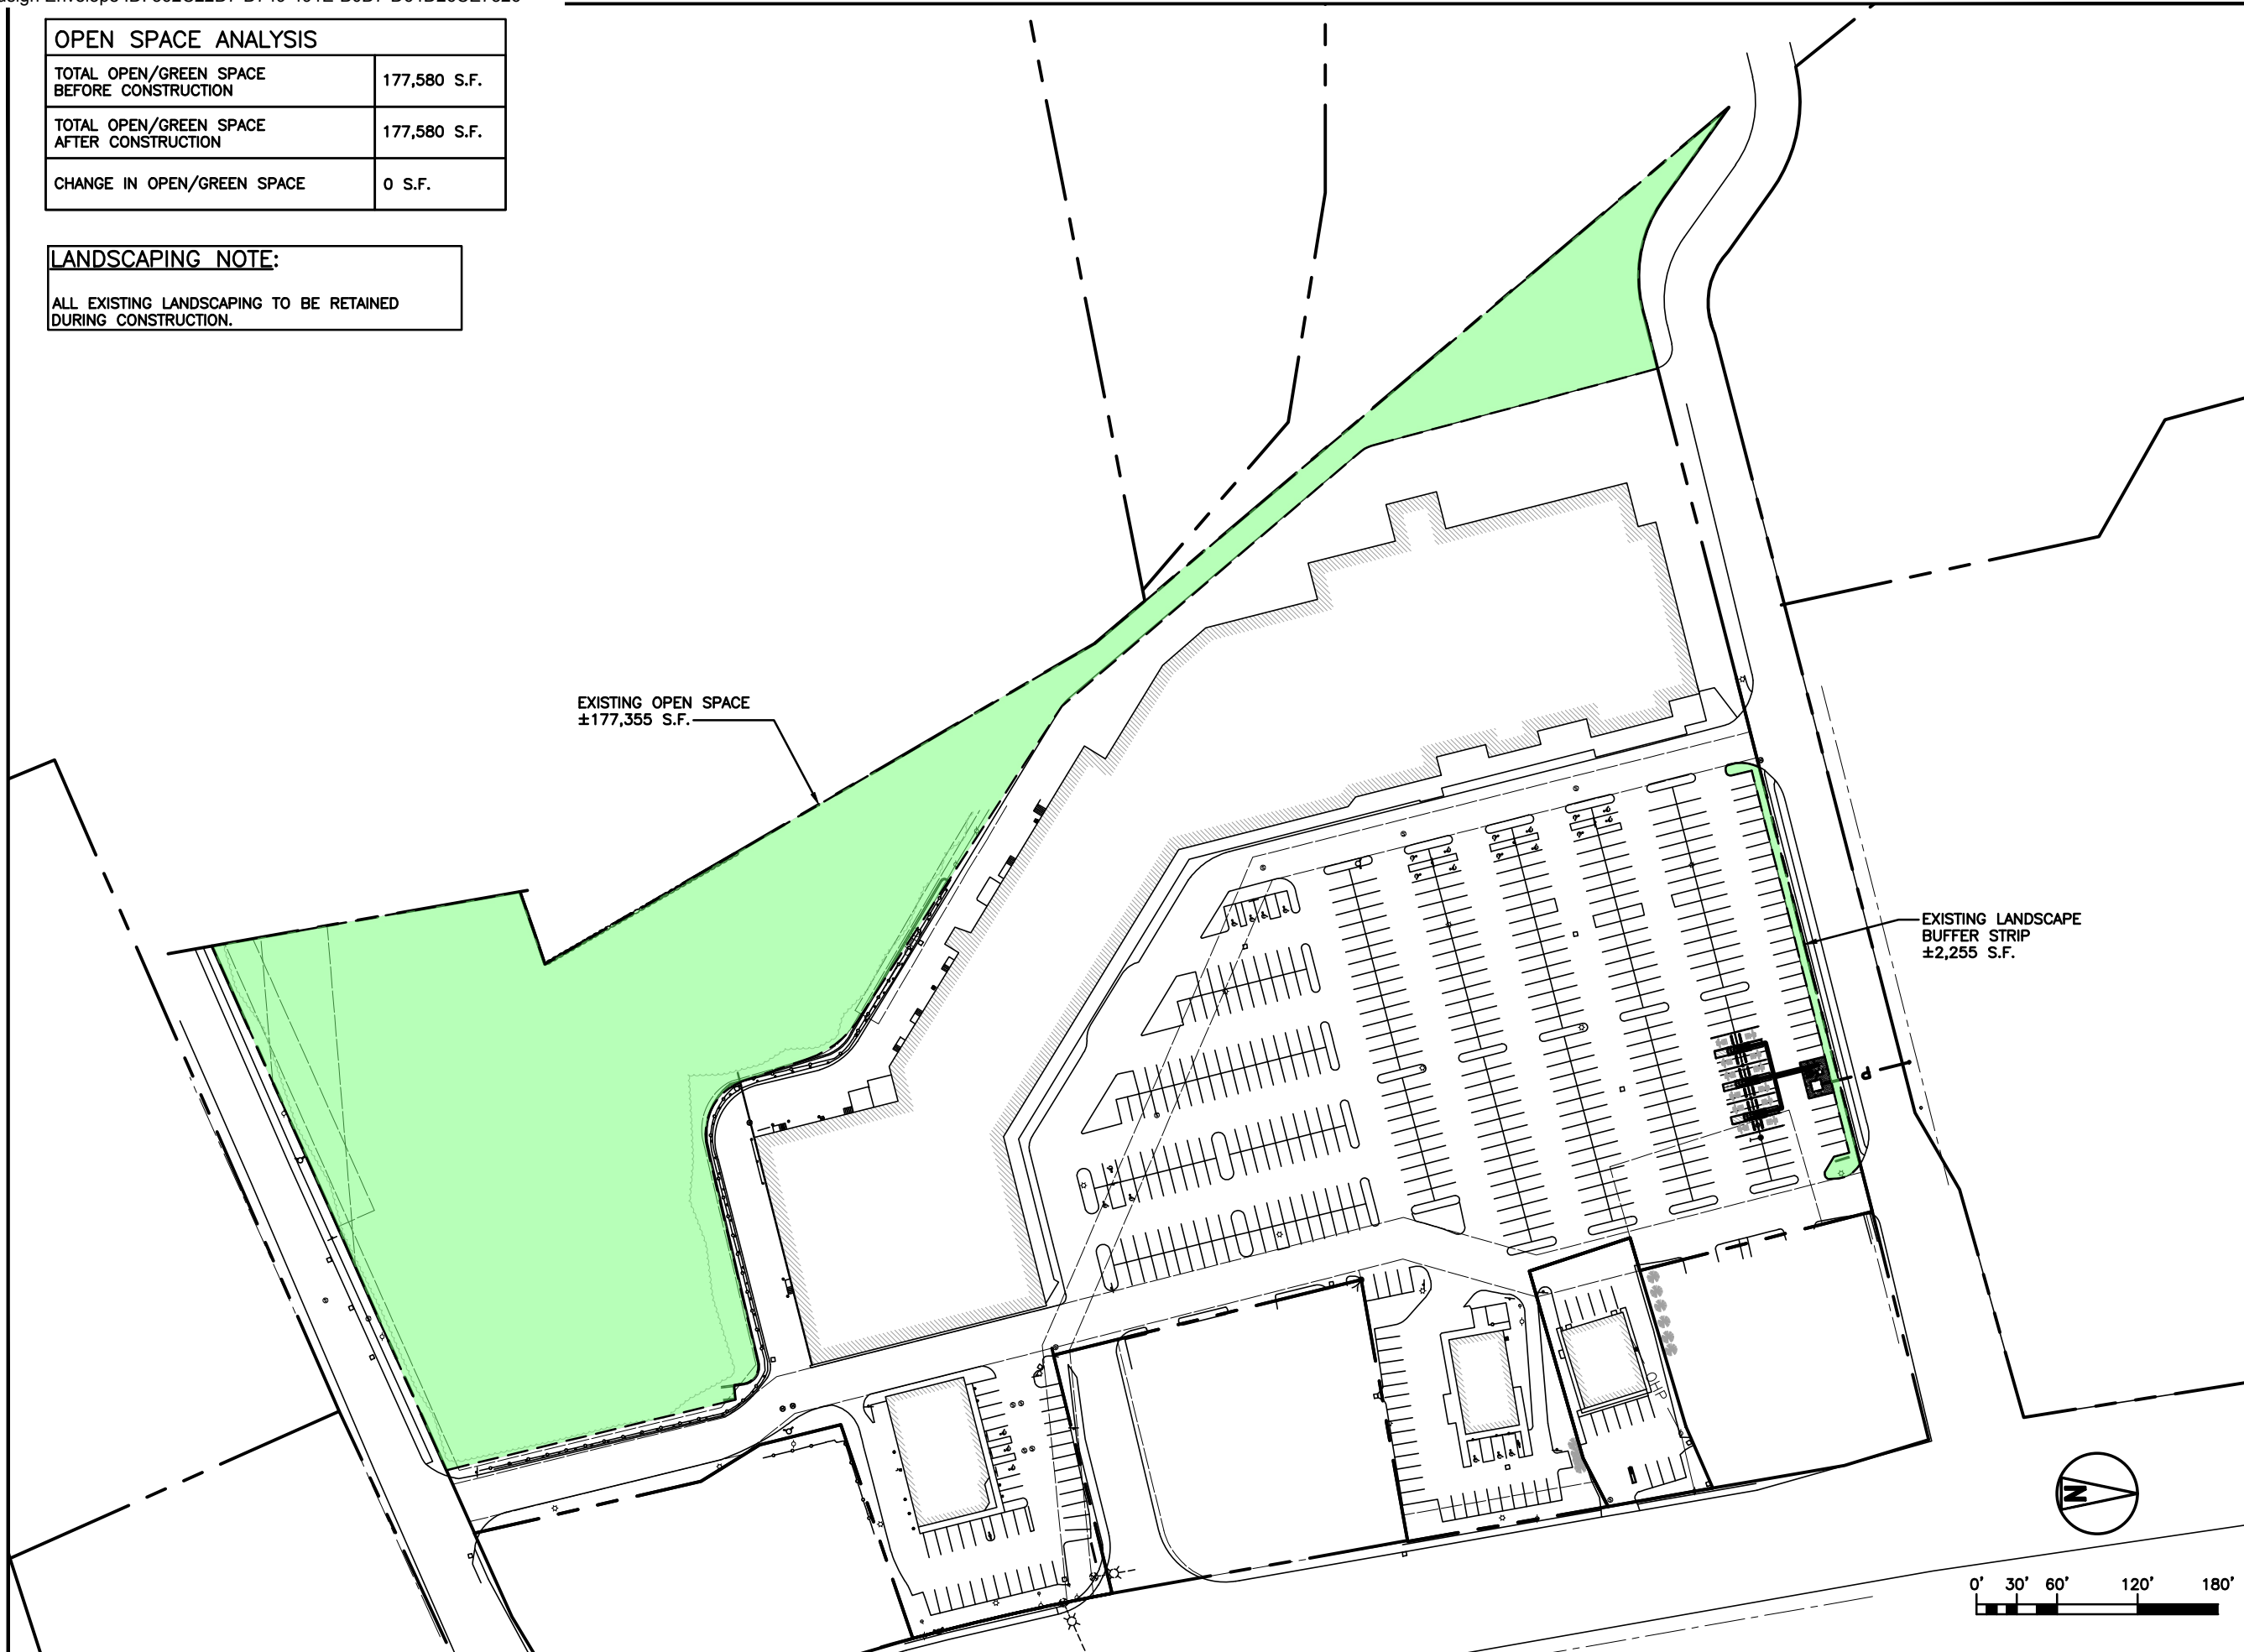 OPEN SPACE ANALYSIS
TOTAL OPEN/GREEN SPACE
BEFORE CONSTRUCTION
177,580 S.F.
TOTAL OPEN/GREEN SPACE
AFTER CONSTRUCTION
177,580 S.F.
CHANGE IN OPEN/GREEN SPACE
0 S.F.
LANDSCAPING NOTE:
ALL EXISTING LANDSCAPING TO BE RETAINED
DURING CONSTRUCTION.
EXISTING OPEN SPACE
±177,355 S.F.
EXISTING LANDSCAPE
BUFFER STRIP
±2,255 S.F.
P
OHP
N
0' 30' 60' 120' 180'